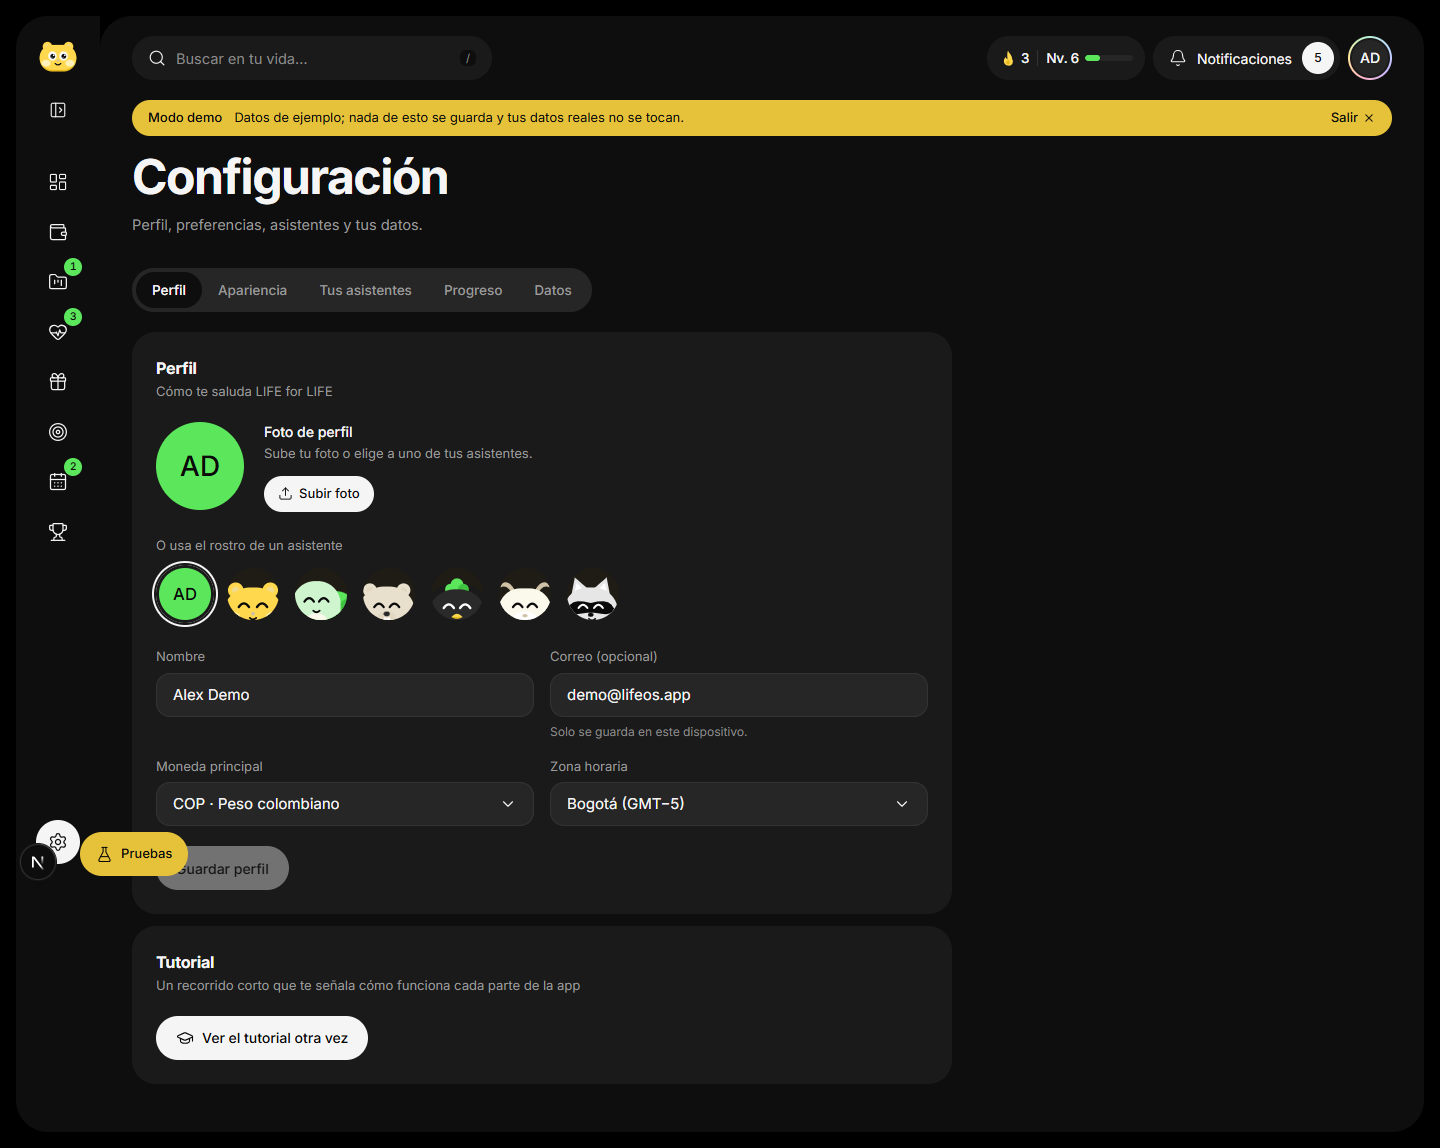 Buscar en tu vida...
/
3
Nv. 6
Notificaciones
5
AD
Modo demo
Datos de ejemplo; nada de esto se guarda y tus datos reales no se tocan.
Salir
Configuración
Perfil, preferencias, asistentes y tus datos.
1
3
2
Perfil
Apariencia
Tus asistentes
Progreso
Datos
Perfil
Cómo te saluda LIFE for LIFE
AD
Foto de perfil
Sube tu foto o elige a uno de tus asistentes.
Subir foto
O usa el rostro de un asistente
AD
Nombre
Correo (opcional)
Alex Demo
demo@lifeos.app
Solo se guarda en este dispositivo.
Moneda principal
Zona horaria
COP · Peso colombiano
Bogotá (GMT−5)
N
Pruebas
Guardar perfil
Tutorial
Un recorrido corto que te señala cómo funciona cada parte de la app
Ver el tutorial otra vez